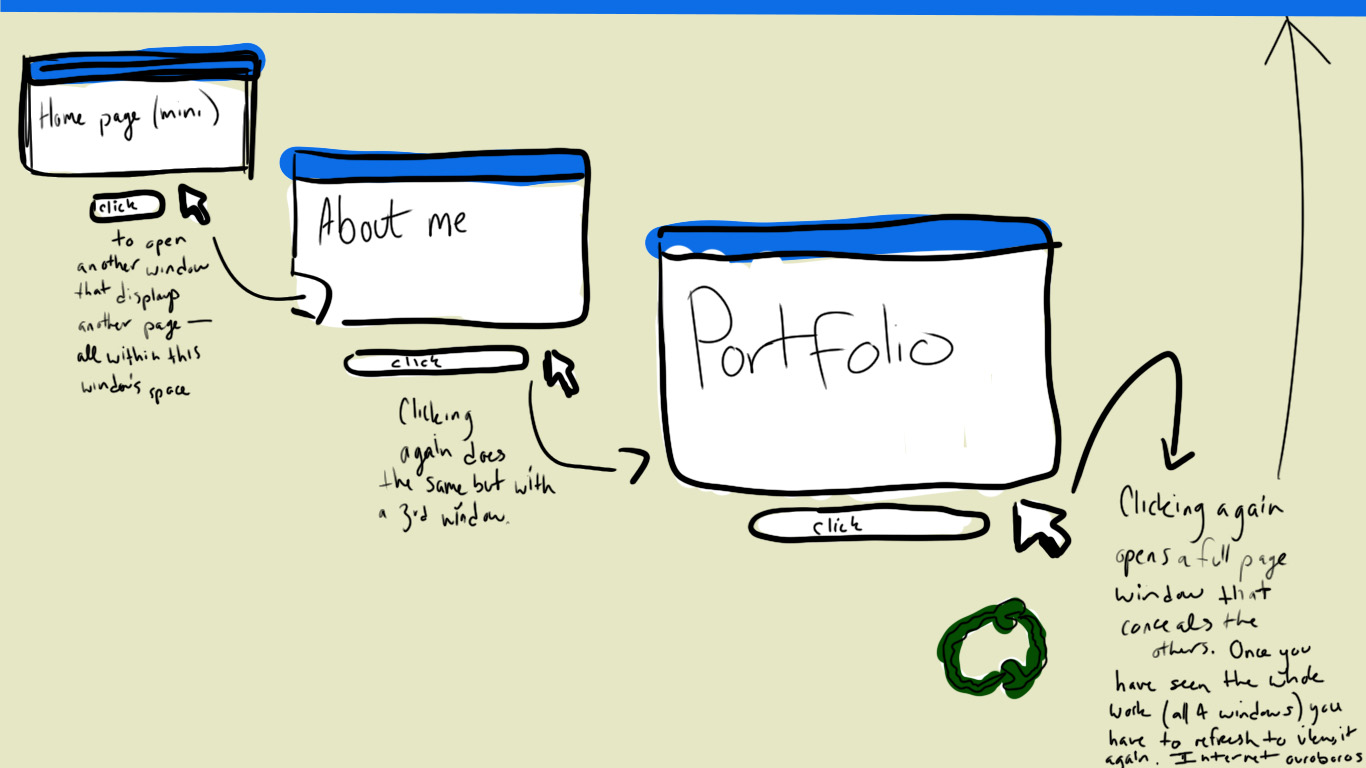 Home page (mini)
click
to open
another window
that displays
another page —
all within this
window's space
About me
click
Clicking
again does
the same but with
a 3rd window.
Portfolio
click
Clicking again
opens a full page
window that
conceals the
others. Once you
have seen the whole
work (all 4 windows) you
have to refresh to view it
again. Internet ouroboros